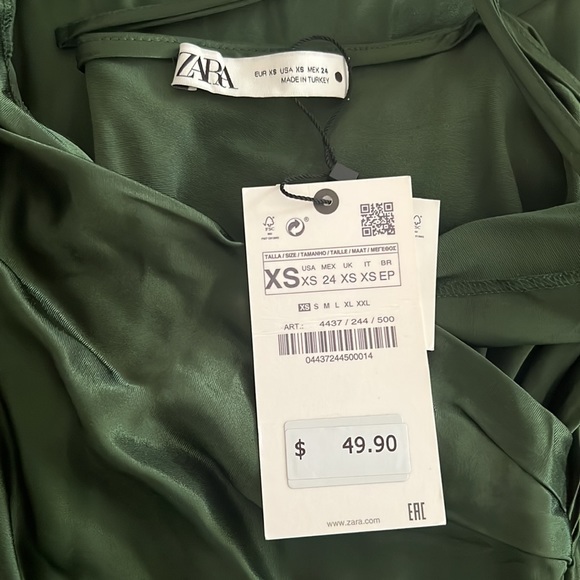 ZARA
EUR XS USA XS MEX 24
MADE IN TURKEY
FSC
TALLA / SIZE / TAMANHO / TAILLE / MAAT / ΜΕΓΕΘΟΣ
XS
USA MEX UK IT BR
XS 24 XS XS EP
XS S M L XL XXL
ART.: 4437 / 244 / 500
04437244500014
$ 49.90
www.zara.com
EAC